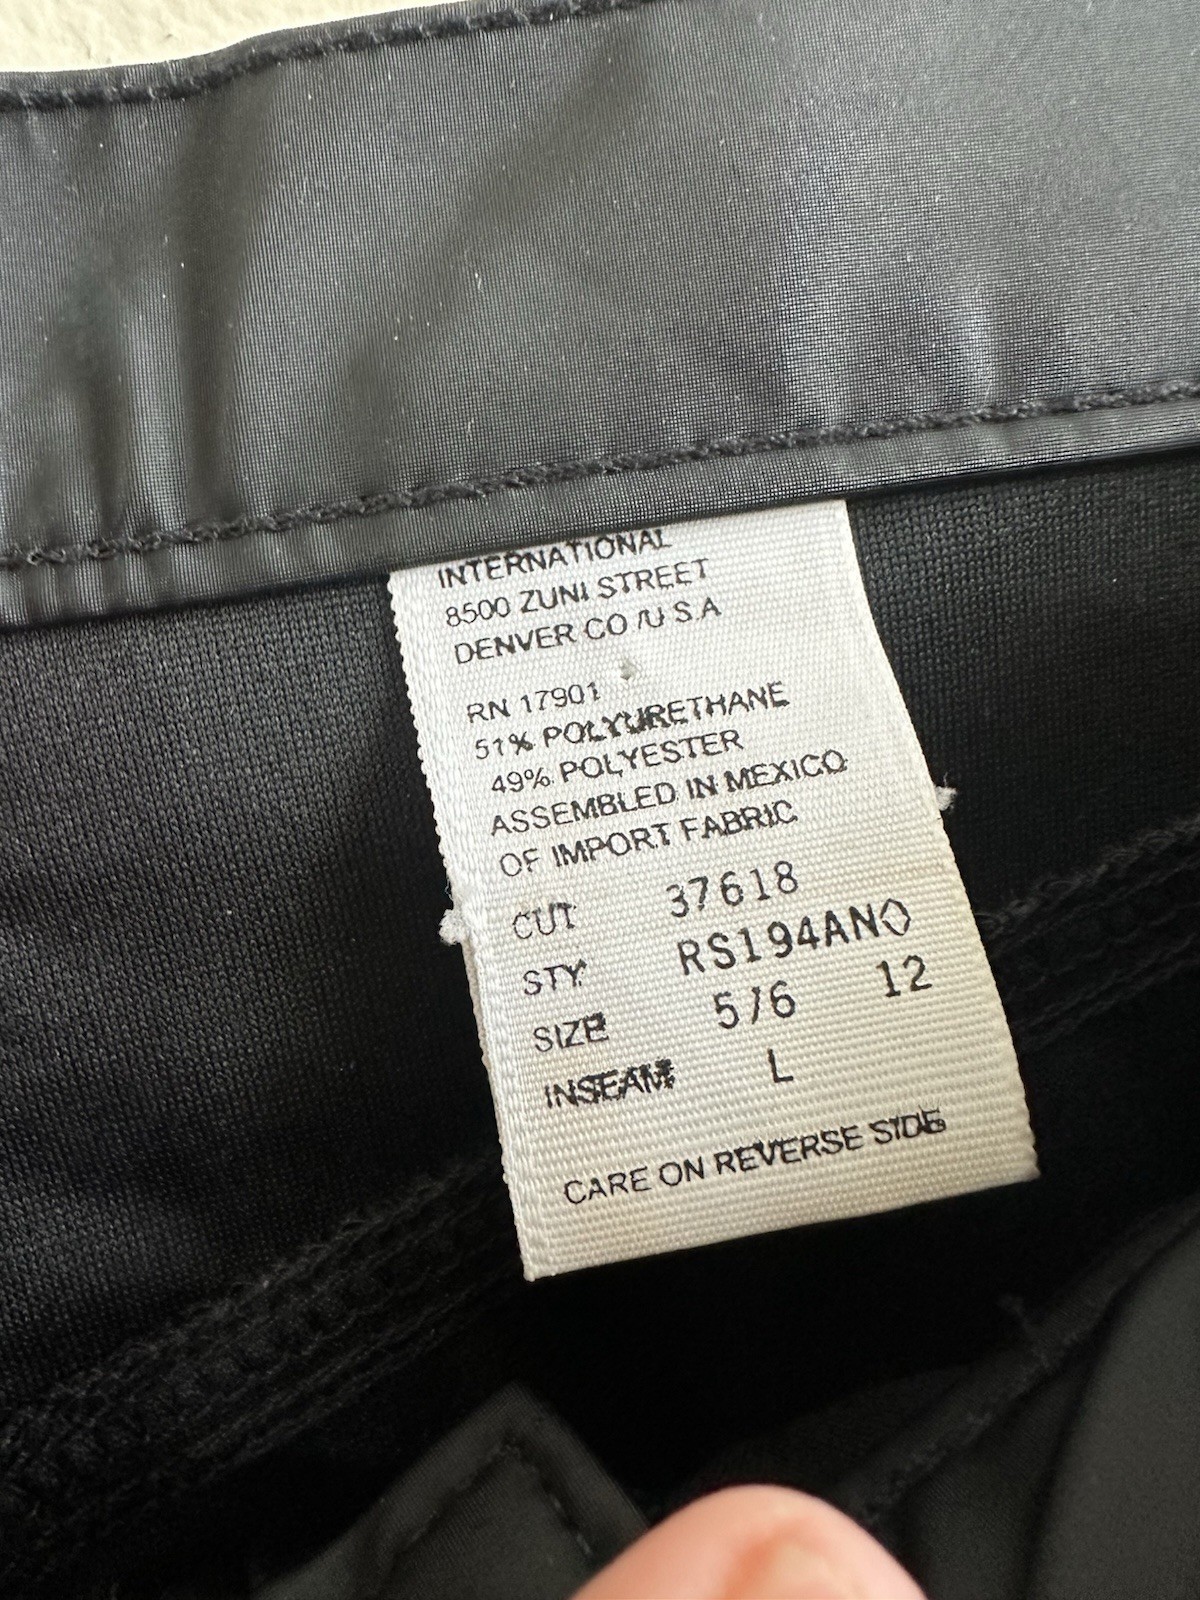 INTERNATIONAL
8500 ZUNI STREET
DENVER CO /U S.A
RN 17901
51% POLYURETHANE
49% POLYESTER
ASSEMBLED IN MEXICO
OF IMPORT FABRIC
CUT 37618
STY RS194ANO
SIZE 5/6 12
INSEAM L
CARE ON REVERSE SIDE